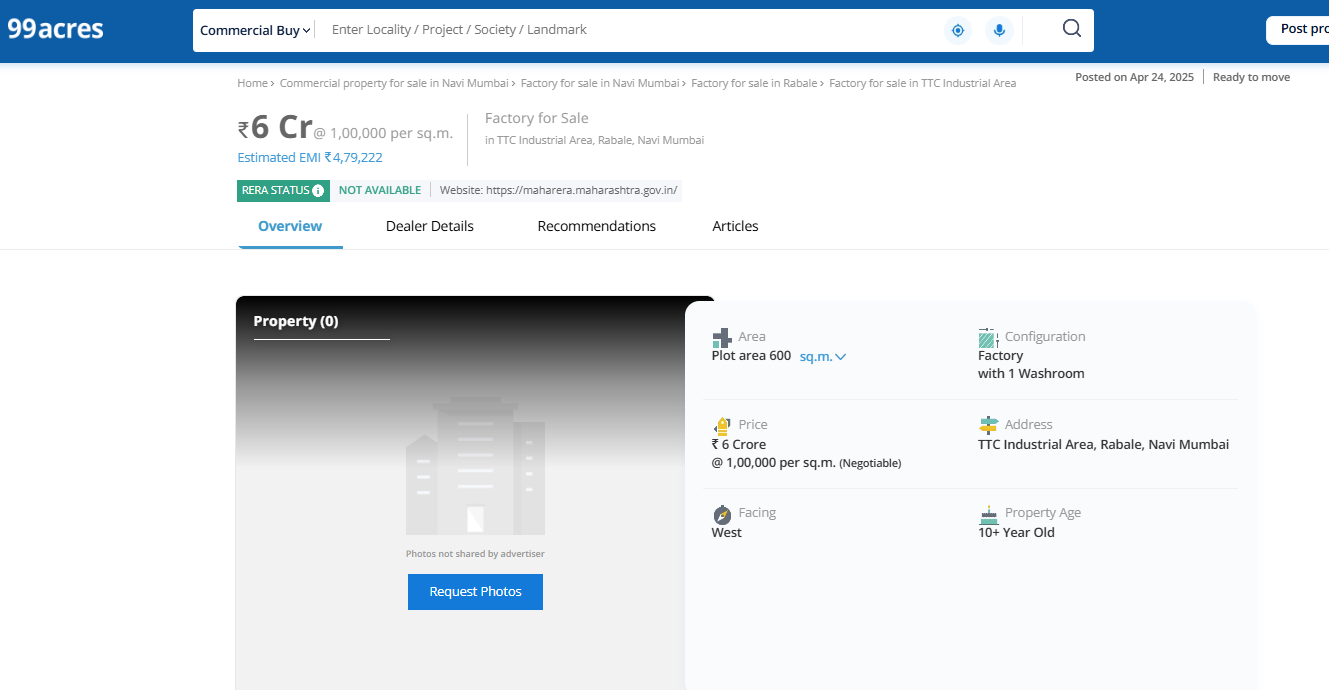 99acres
Commercial Buy
Enter Locality / Project / Society / Landmark
Post pro
Home > Commercial property for sale in Navi Mumbai > Factory for sale in Navi Mumbai > Factory for sale in Rabale > Factory for sale in TTC Industrial Area
Posted on Apr 24, 2025 | Ready to move
₹6 Cr @ 1,00,000 per sq.m.
Estimated EMI ₹4,79,222
Factory for Sale
in TTC Industrial Area, Rabale, Navi Mumbai
RERA STATUS i NOT AVAILABLE | Website: https://maharera.maharashtra.gov.in/
Overview
Dealer Details
Recommendations
Articles
Property (0)
Photos not shared by advertiser
Request Photos
Area
Plot area 600 sq.m.
Configuration
Factory
with 1 Washroom
Price
₹ 6 Crore
@ 1,00,000 per sq.m. (Negotiable)
Address
TTC Industrial Area, Rabale, Navi Mumbai
Facing
West
Property Age
10+ Year Old